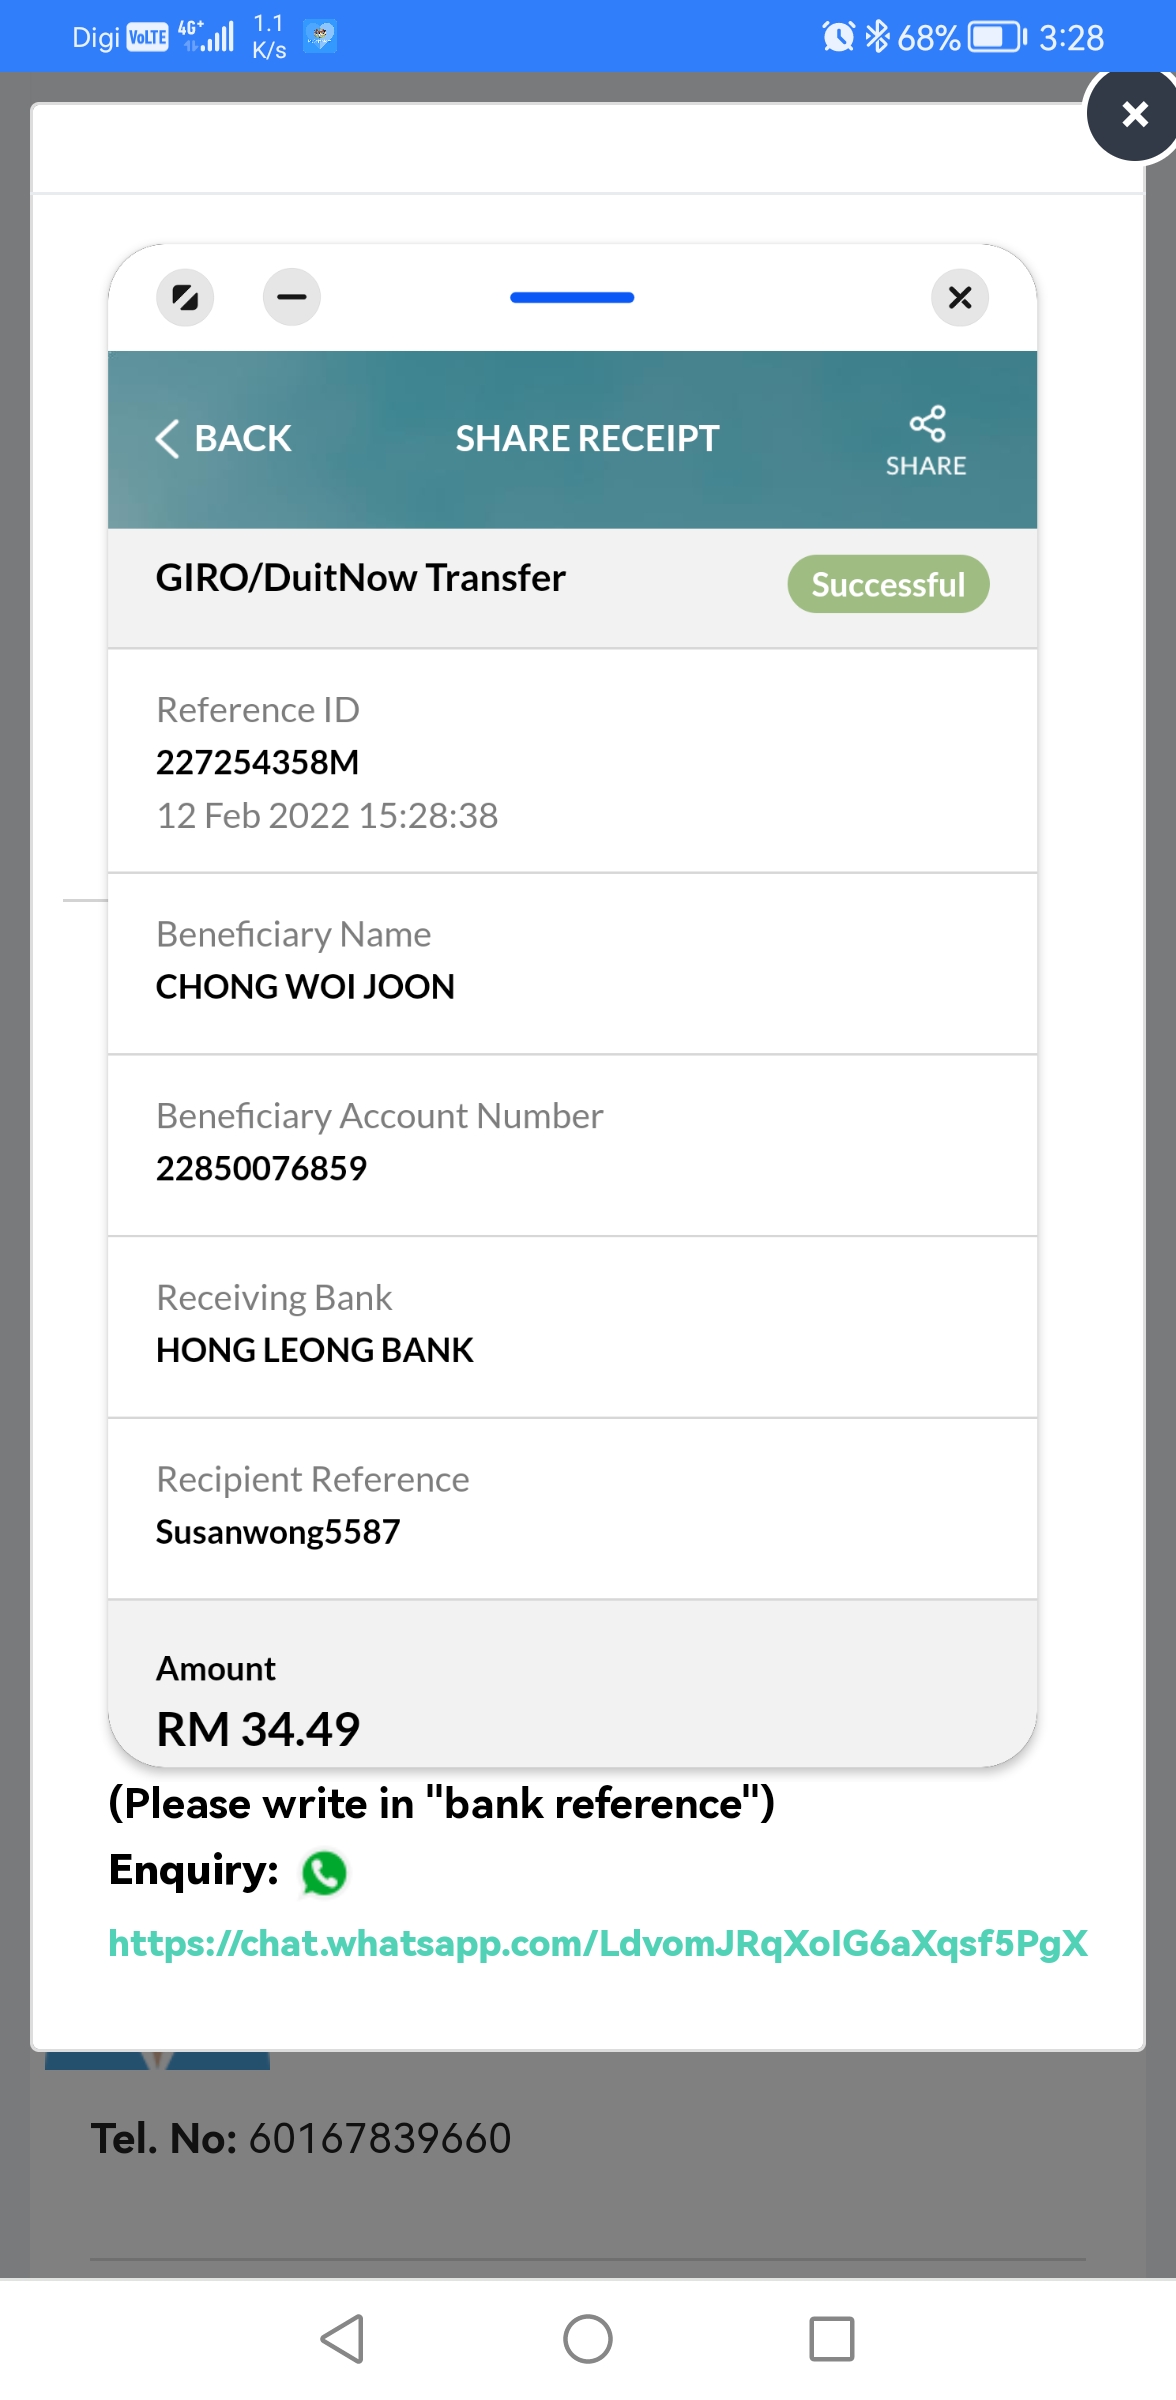 Digi VoLTE 4G+ 1.1 K/s 68% 3:28
BACK SHARE RECEIPT SHARE
GIRO/DuitNow Transfer Successful
Reference ID
227254358M
12 Feb 2022 15:28:38
Beneficiary Name
CHONG WOI JOON
Beneficiary Account Number
22850076859
Receiving Bank
HONG LEONG BANK
Recipient Reference
Susanwong5587
Amount
RM 34.49
(Please write in "bank reference")
Enquiry:
https://chat.whatsapp.com/LdvomJRqXoIG6aXqsf5PgX
Tel. No: 60167839660